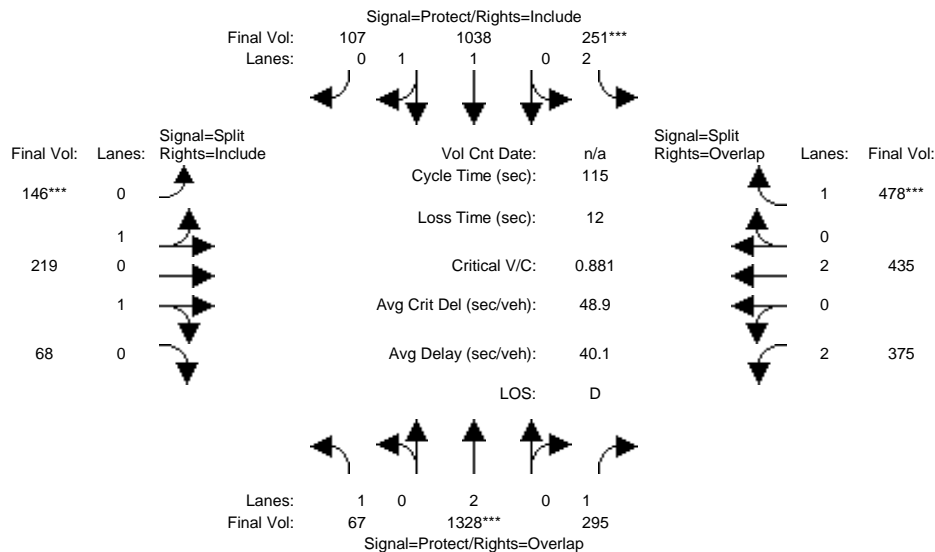 Signal=Protect/Rights=Include
Final Vol: 107 1038 251***
Lanes: 0 1 1 0 2
Signal=Split
Final Vol: Lanes: Rights=Include
Vol Cnt Date: n/a
Signal=Split
Rights=Overlap Lanes: Final Vol:
Cycle Time (sec): 115
146*** 0
1 478***
Loss Time (sec): 12
1
0
219 0
Critical V/C: 0.881
2 435
1
Avg Crit Del (sec/veh): 48.9
0
68 0
Avg Delay (sec/veh): 40.1
2 375
LOS: D
Lanes: 1 0 2 0 1
Final Vol: 67 1328*** 295
Signal=Protect/Rights=Overlap